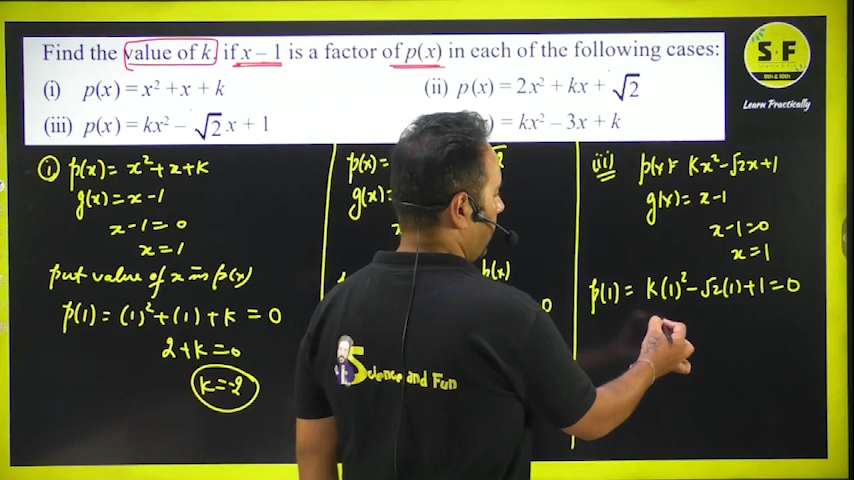 Find the value of k, if x – 1 is a factor of p(x) in each of the following cases:
(i) p(x) = x² + x + k
(ii) p(x) = 2x² + kx + √2
(iii) p(x) = kx² – √2 x + 1
) = kx² – 3x + k
S F
9th & 10th
Learn Practically
(i) p(x) = x² + x + k
g(x) = x - 1
x - 1 = 0
x = 1
put value of x in p(x)
p(1) = (1)² + (1) + k = 0
2 + k = 0
k = -2
p(x) =
g(x) =
(x)
0
(iii) p(x) = kx² - √2x + 1
g(x) = x - 1
x - 1 = 0
x = 1
p(1) = k(1)² - √2(1) + 1 = 0
Science and Fun